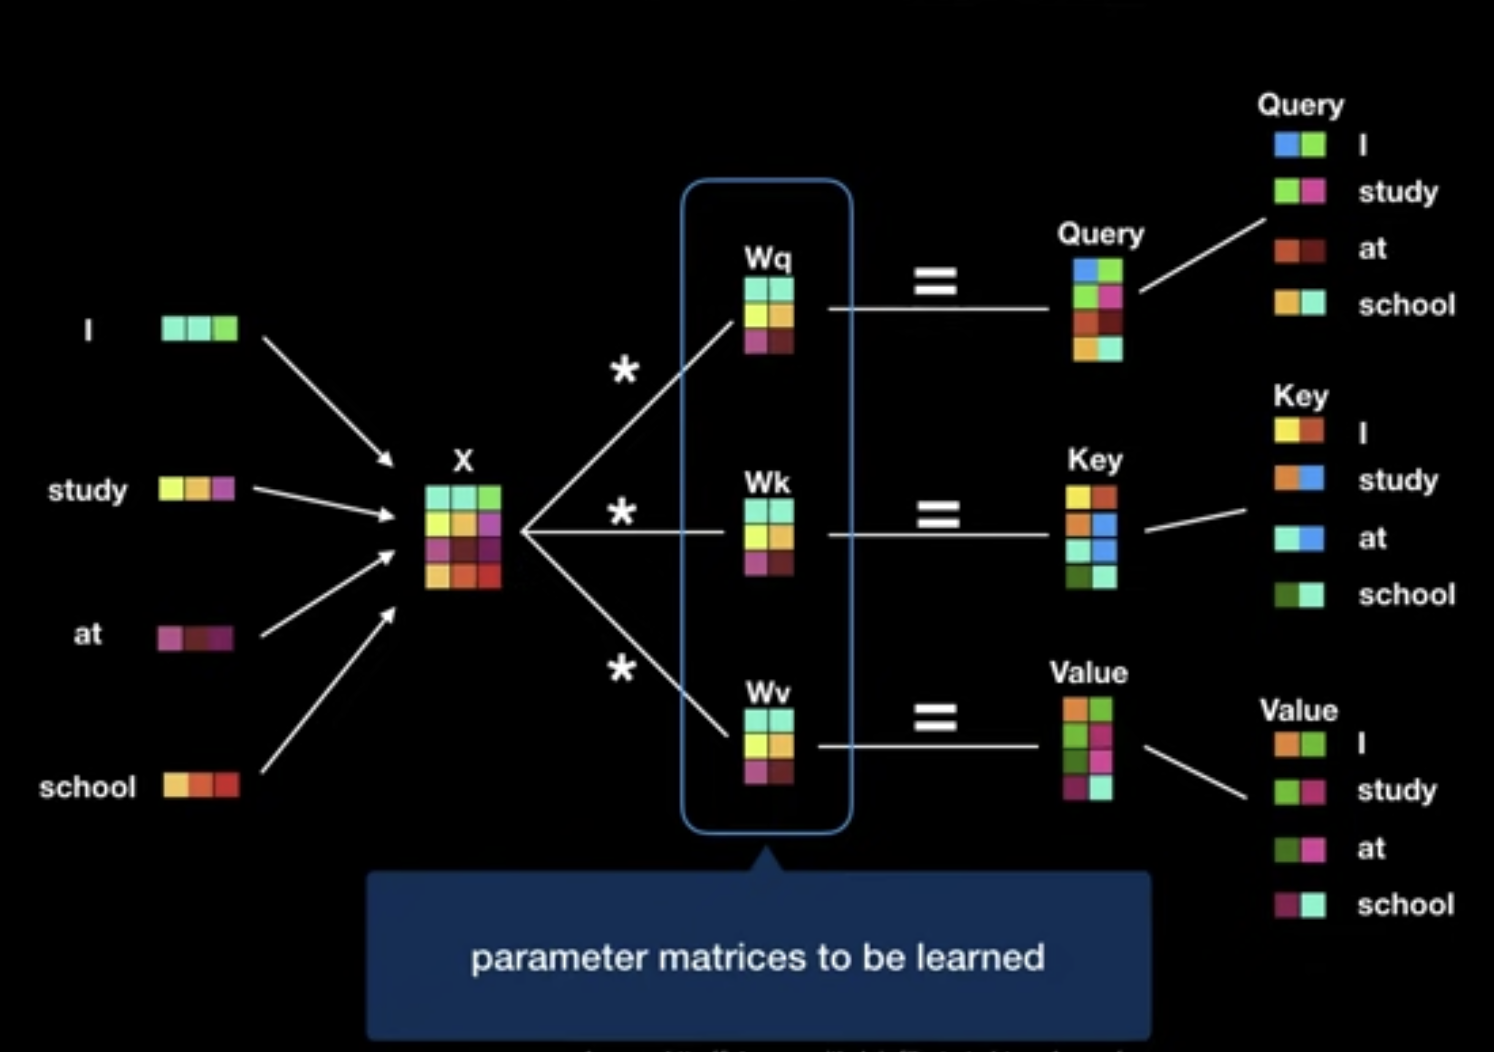 I
study
at
school
X
*
*
*
Wq
Wk
Wv
=
=
=
Query
Key
Value
Query
I
study
at
school
Key
I
study
at
school
Value
I
study
at
school
parameter matrices to be learned